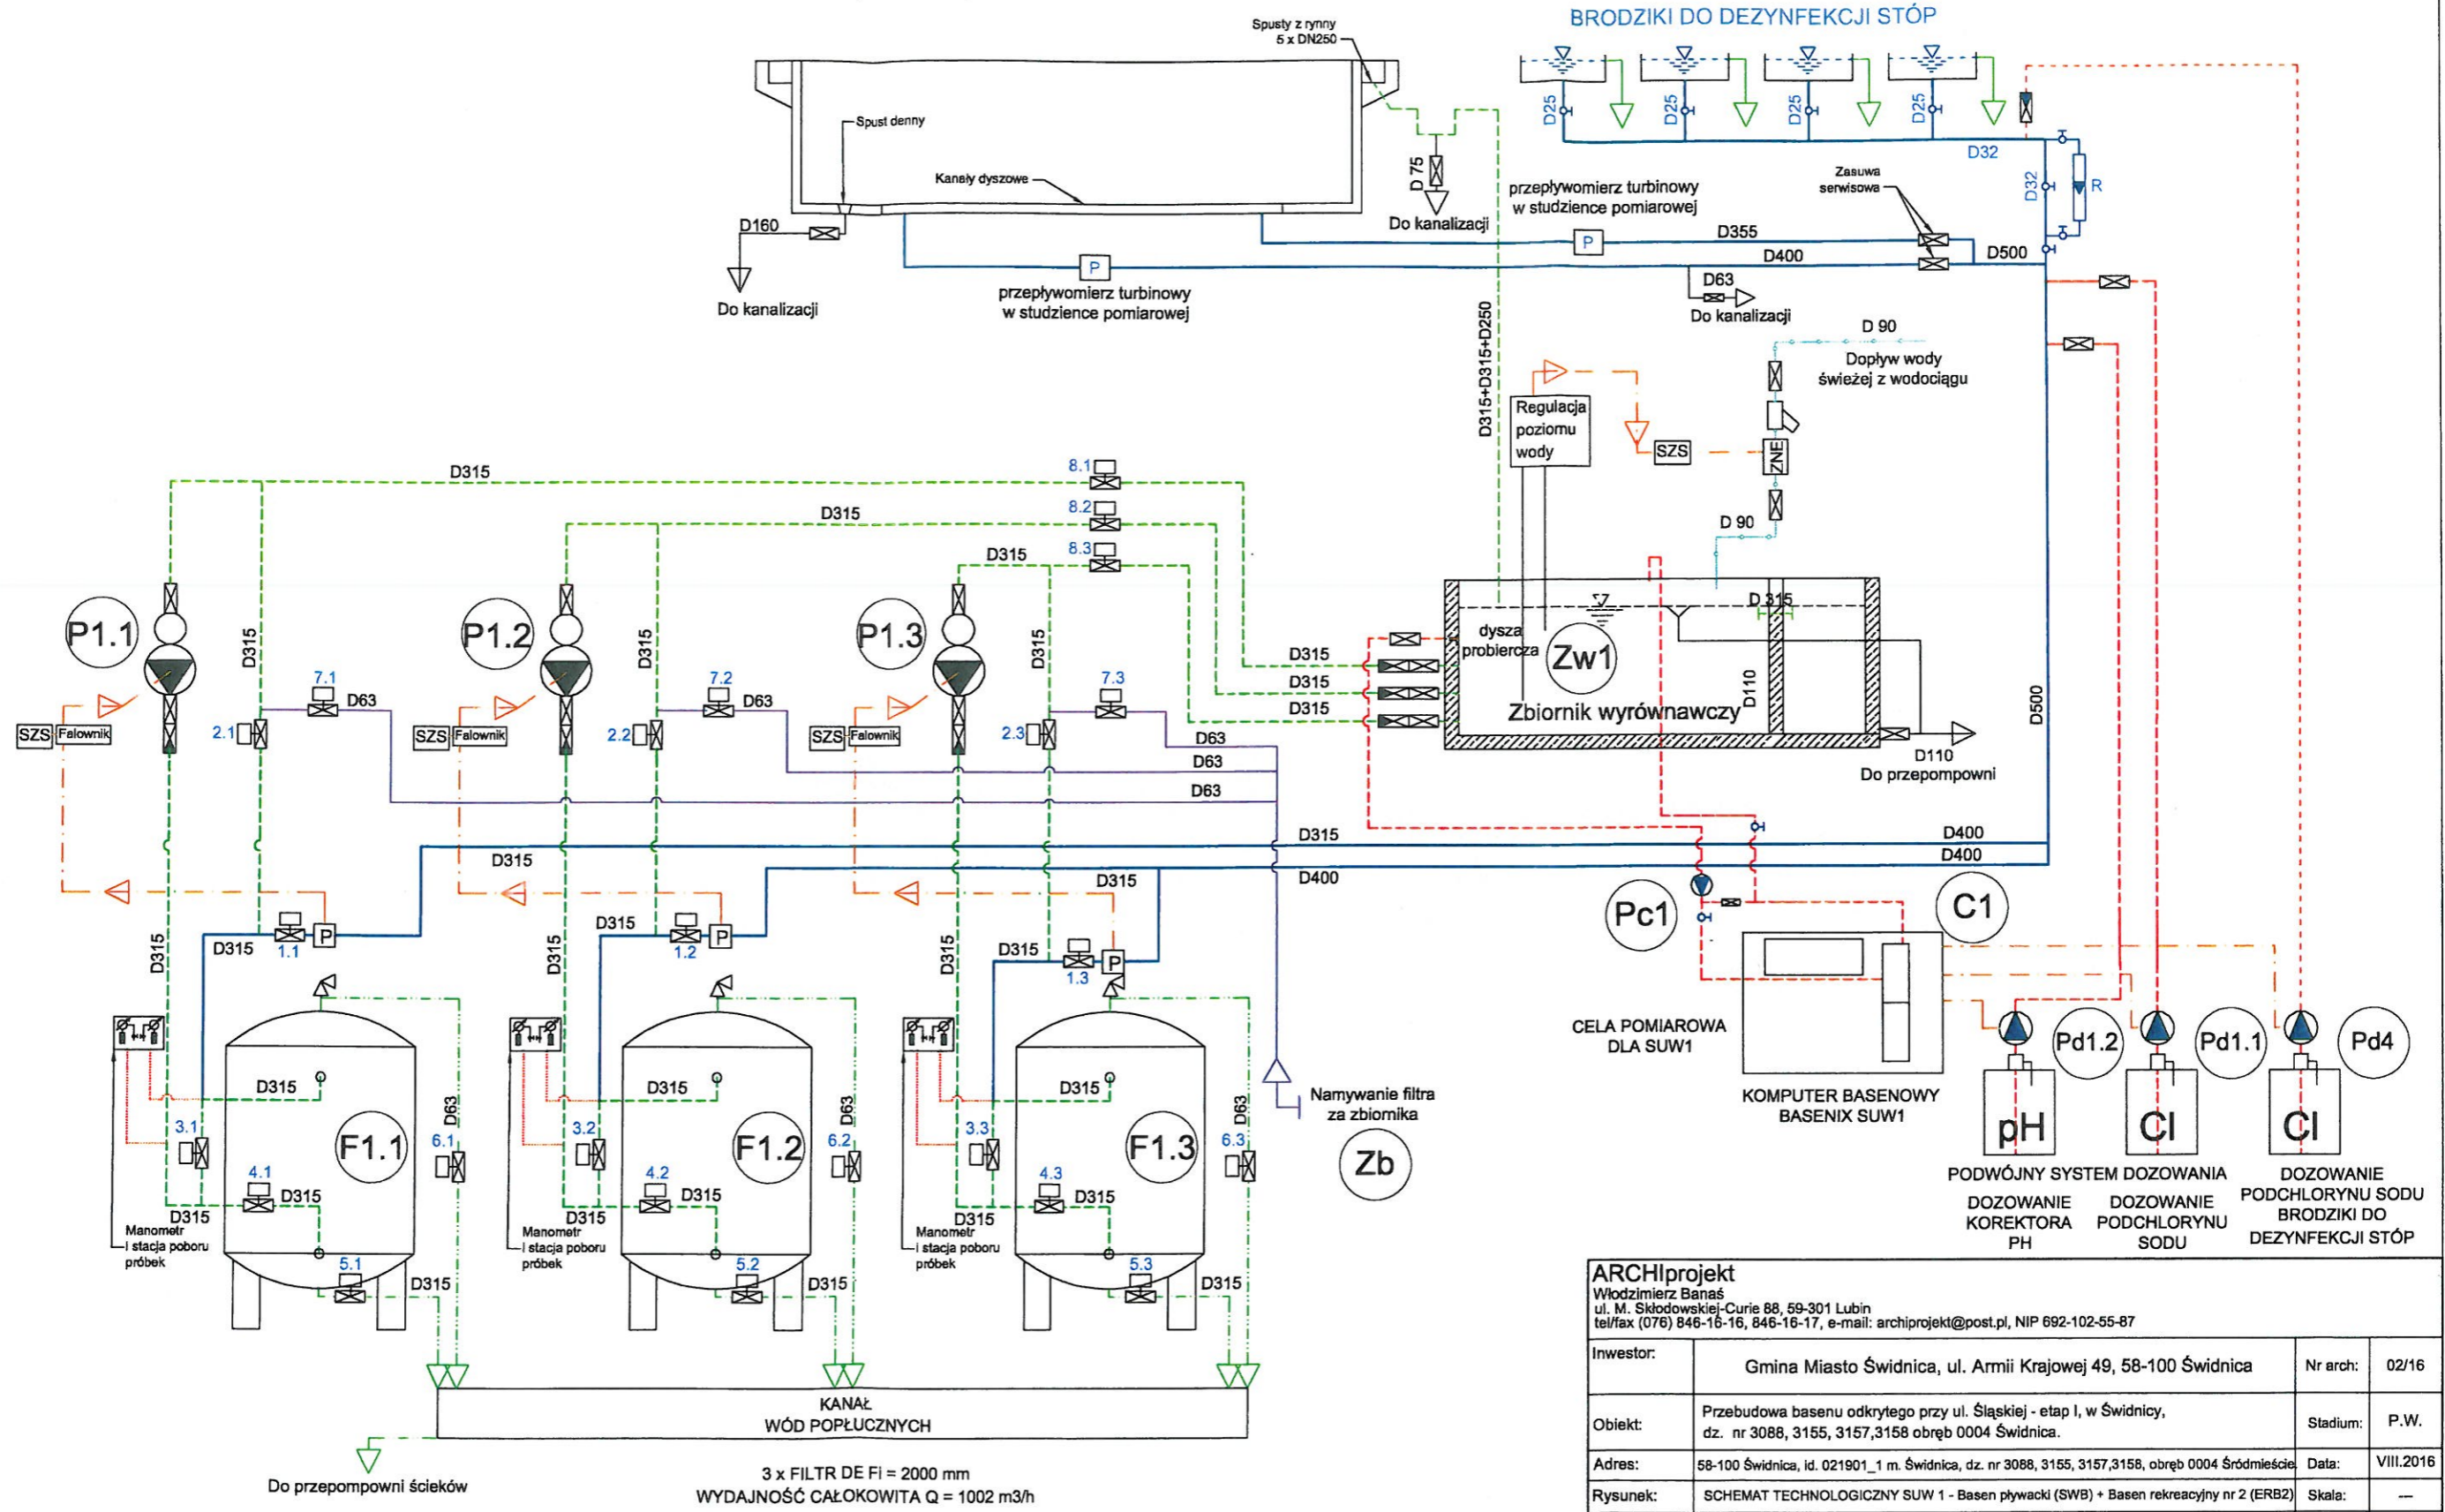 BRODZIKI DO DEZYNFEKCJI STÓP
Spusty z rynny
5 x DN250
Spust denny
Kanały dyszowe
D160
Do kanalizacji
D 75
Do kanalizacji
D25
D25
D25
D25
D32
D32
R
przepływomierz turbinowy
w studzience pomiarowej
Zasuwa
serwisowa
P
D355
P
D400
D500
przepływomierz turbinowy
w studzience pomiarowej
D63
Do kanalizacji
D315+D315+D250
D 90
Dopływ wody
świeżej z wodociągu
Regulacja
poziomu
wody
SZS
ZNE
D 90
D315
8.1
D315
8.2
D315
8.3
P1.1
P1.2
P1.3
D315
D315
D315
7.1
D63
7.2
D63
7.3
SZS
Falownik
2.1
SZS
Falownik
2.2
SZS
Falownik
2.3
D63
D63
D63
D315
D315
D315
dysza
probiercza
Zw1
D 315
D110
Zbiornik wyrównawczy
D110
Do przepompowni
D500
D315
D400
D315
D400
D315
D400
D315
D315
1.1
P
D315
D315
1.2
P
D315
D315
1.3
P
Pc1
C1
CELA POMIAROWA
DLA SUW1
KOMPUTER BASENOWY
BASENIX SUW1
Pd1.2
Pd1.1
Pd4
pH
Cl
Cl
PODWÓJNY SYSTEM DOZOWANIA
DOZOWANIE
KOREKTORA
PH
DOZOWANIE
PODCHLORYNU
SODU
DOZOWANIE
PODCHLORYNU SODU
BRODZIKI DO
DEZYNFEKCJI STÓP
Namywanie filtra
za zbiornika
Zb
D315
3.1
F1.1
D63
6.1
4.1
D315
D315
Manometr
i stacja poboru
próbek
5.1
D315
D315
3.2
F1.2
D63
6.2
4.2
D315
D315
Manometr
i stacja poboru
próbek
5.2
D315
D315
3.3
F1.3
D63
6.3
4.3
D315
D315
Manometr
i stacja poboru
próbek
5.3
D315
KANAŁ
WÓD POPŁUCZNYCH
Do przepompowni ścieków
3 x FILTR DE Fi = 2000 mm
WYDAJNOŚĆ CAŁOKOWITA Q = 1002 m3/h
ARCHIprojekt
Włodzimierz Banaś
ul. M. Skłodowskiej-Curie 88, 59-301 Lubin
tel/fax (076) 846-16-16, 846-16-17, e-mail: archiprojekt@post.pl, NIP 692-102-55-87
Inwestor:
Gmina Miasto Świdnica, ul. Armii Krajowej 49, 58-100 Świdnica
Nr arch:
02/16
Obiekt:
Przebudowa basenu odkrytego przy ul. Śląskiej - etap I, w Świdnicy,
dz. nr 3088, 3155, 3157,3158 obręb 0004 Świdnica.
Stadium:
P.W.
Adres:
58-100 Świdnica, id. 021901_1 m. Świdnica, dz. nr 3088, 3155, 3157,3158, obręb 0004 Śródmieście
Data:
VIII.2016
Rysunek:
SCHEMAT TECHNOLOGICZNY SUW 1 - Basen pływacki (SWB) + Basen rekreacyjny nr 2 (ERB2)
Skala:
---